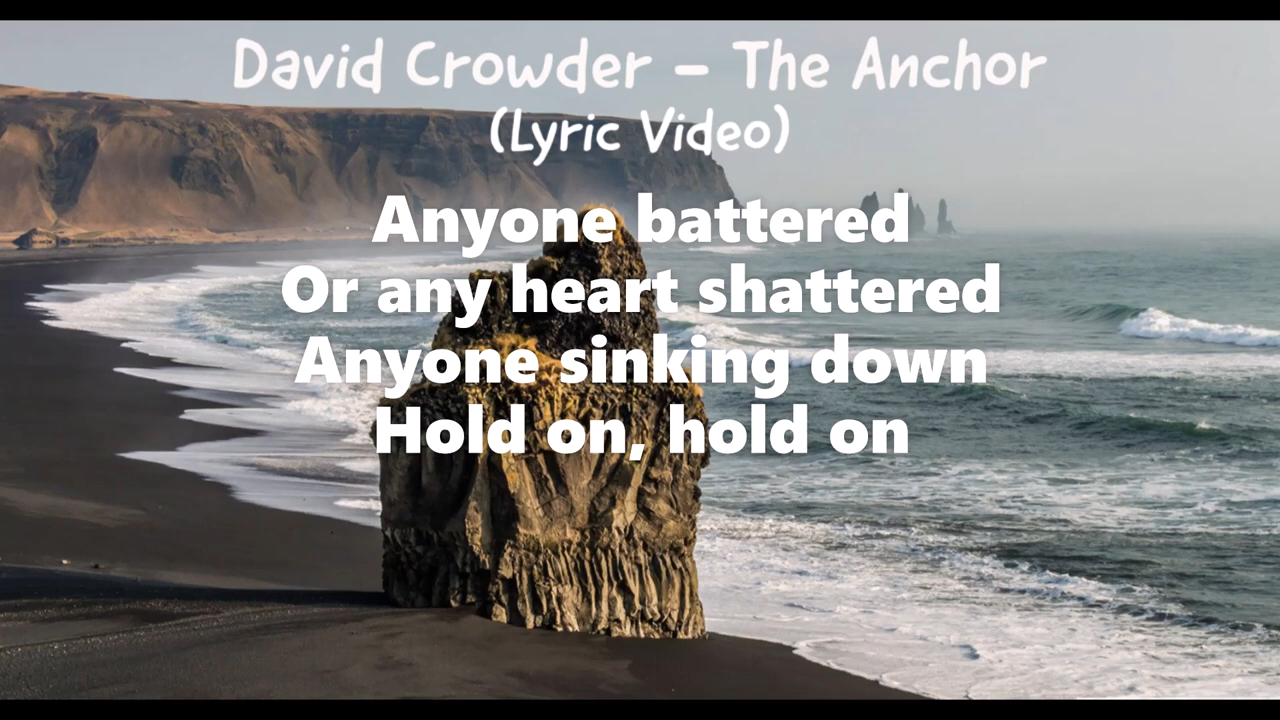 David Crowder - The Anchor
(Lyric Video)
Anyone battered
Or any heart shattered
Anyone sinking down
Hold on, hold on